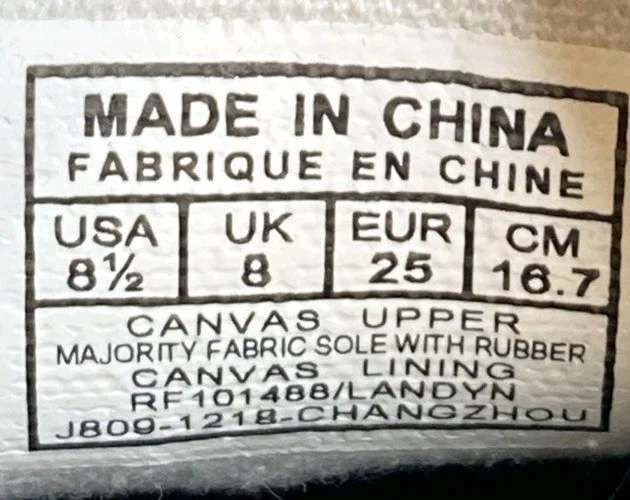 MADE IN CHINA
FABRIQUE EN CHINE
USA UK EUR CM
8½ 8 25 16.7
CANVAS UPPER
MAJORITY FABRIC SOLE WITH RUBBER
CANVAS LINING
RF101488/LANDYN
J809-1218-CHANGZHOU